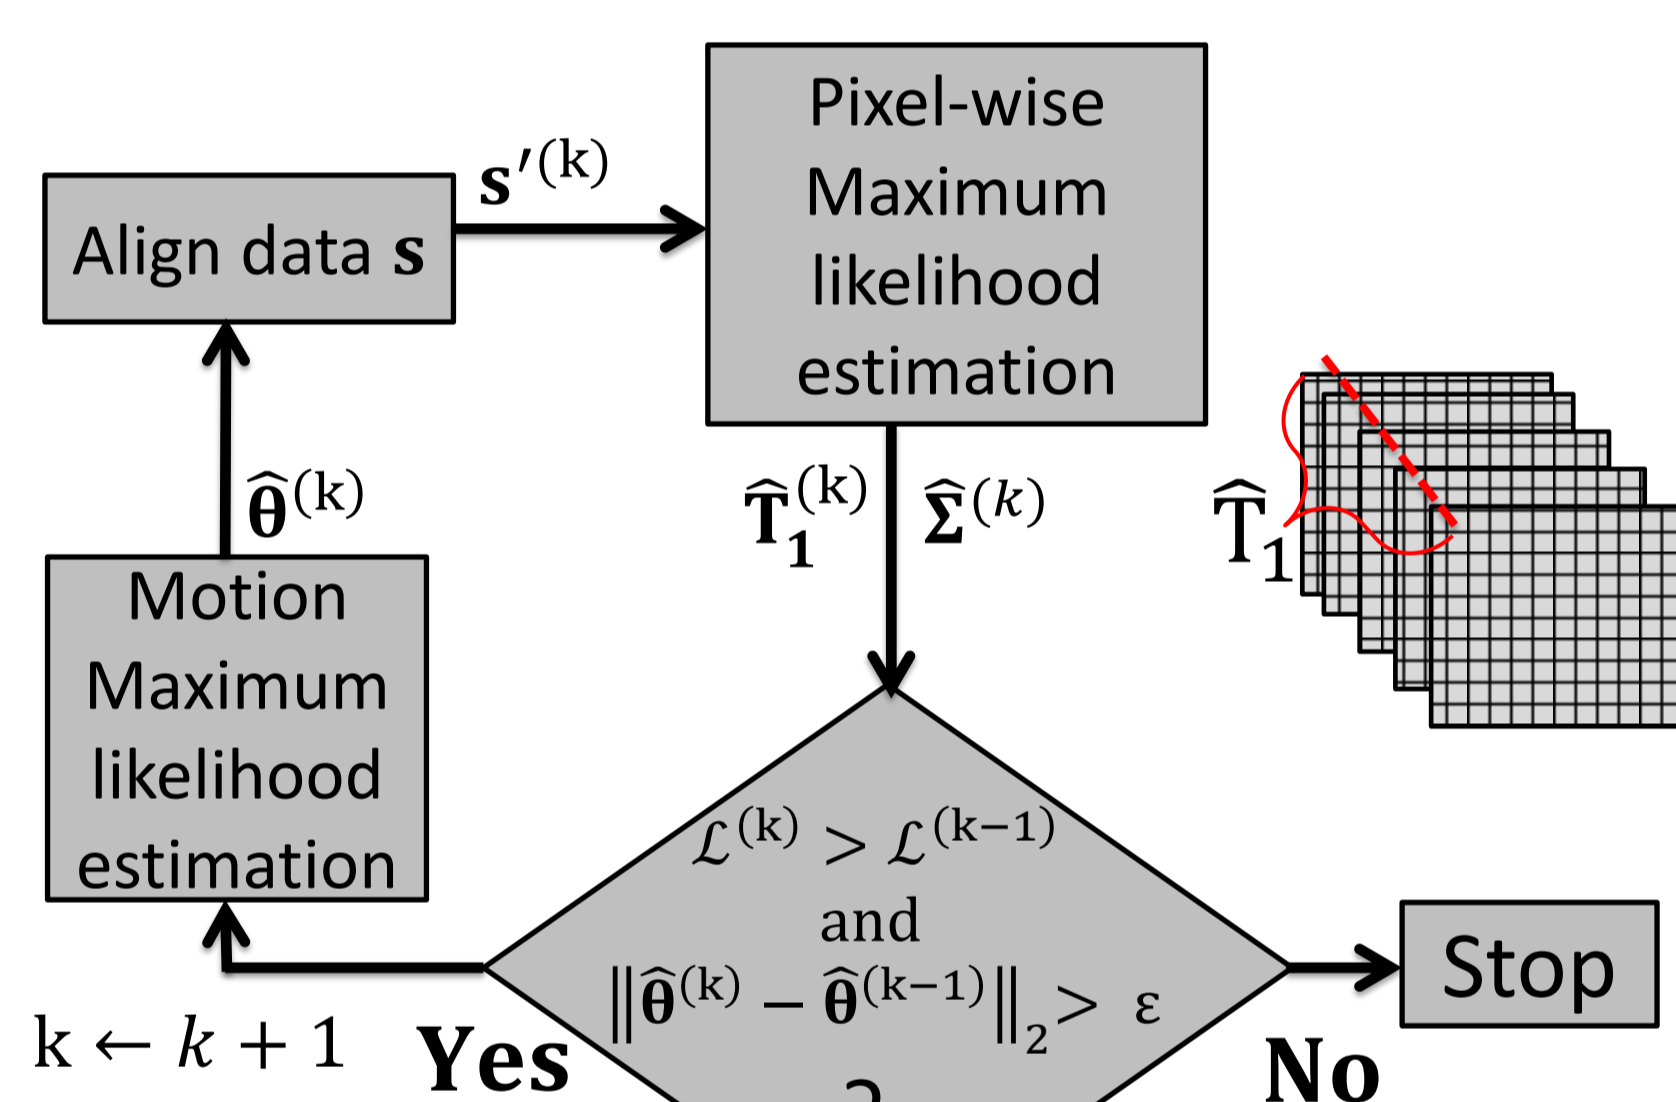 Pixel-wise
Maximum
likelihood
estimation
s′(k)
Align data s
θ̂(k)
T̂₁(k) Σ̂(k)
T̂₁
Motion
Maximum
likelihood
estimation
ℒ(k) > ℒ(k−1)
and
‖θ̂(k) − θ̂(k−1)‖₂ > ε
?
Stop
k ← k + 1
Yes
No